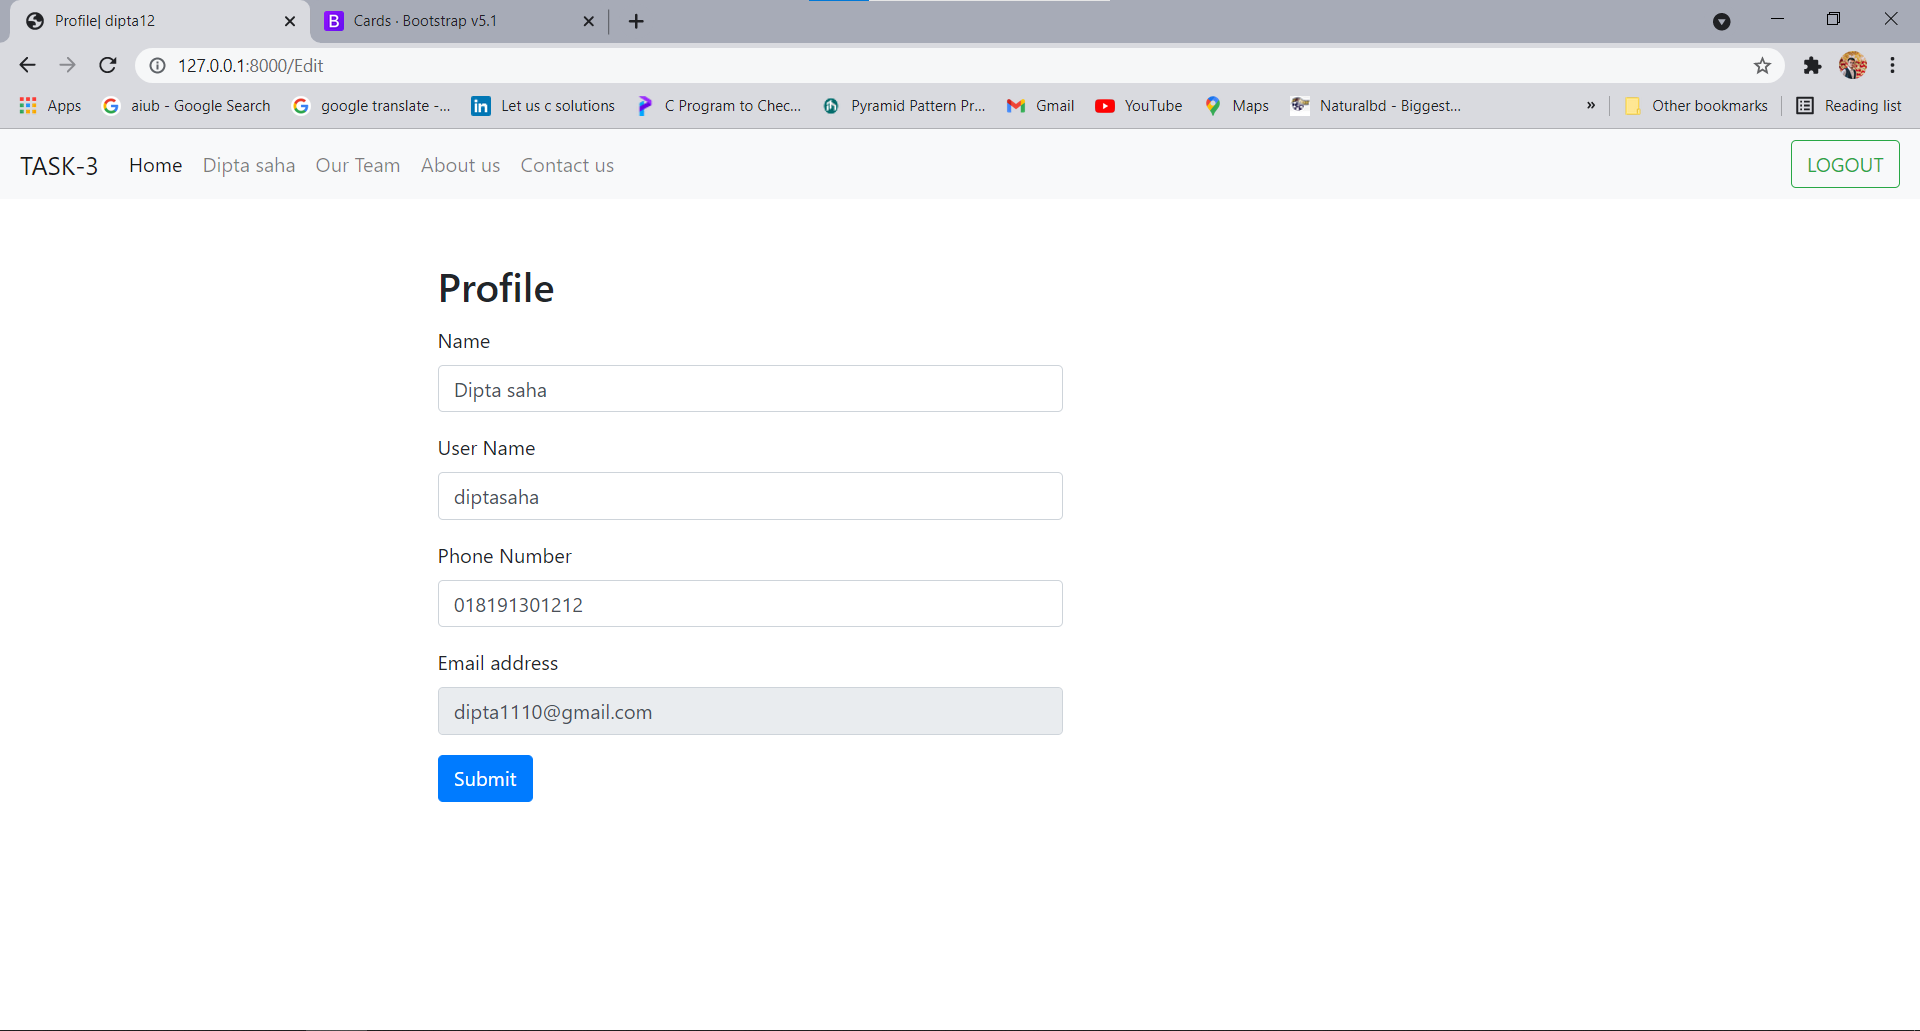 Profile| dipta12
B Cards · Bootstrap v5.1
127.0.0.1:8000/Edit
Apps aiub - Google Search google translate -... in Let us c solutions C Program to Chec... Pyramid Pattern Pr... Gmail YouTube Maps Naturalbd - Biggest... » Other bookmarks Reading list
TASK-3 Home Dipta saha Our Team About us Contact us LOGOUT
Profile
Name
Dipta saha
User Name
diptasaha
Phone Number
018191301212
Email address
dipta1110@gmail.com
Submit